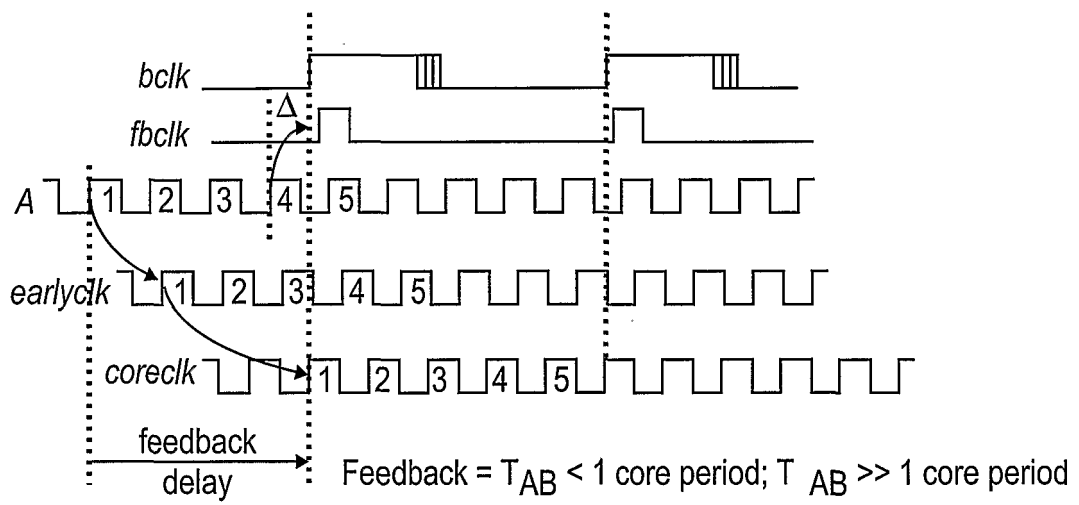 bclk
Δ
fbclk
A 1 2 3 4 5
earlyclk 1 2 3 4 5
coreclk 1 2 3 4 5
feedback
delay
Feedback = TAB < 1 core period; T AB >> 1 core period